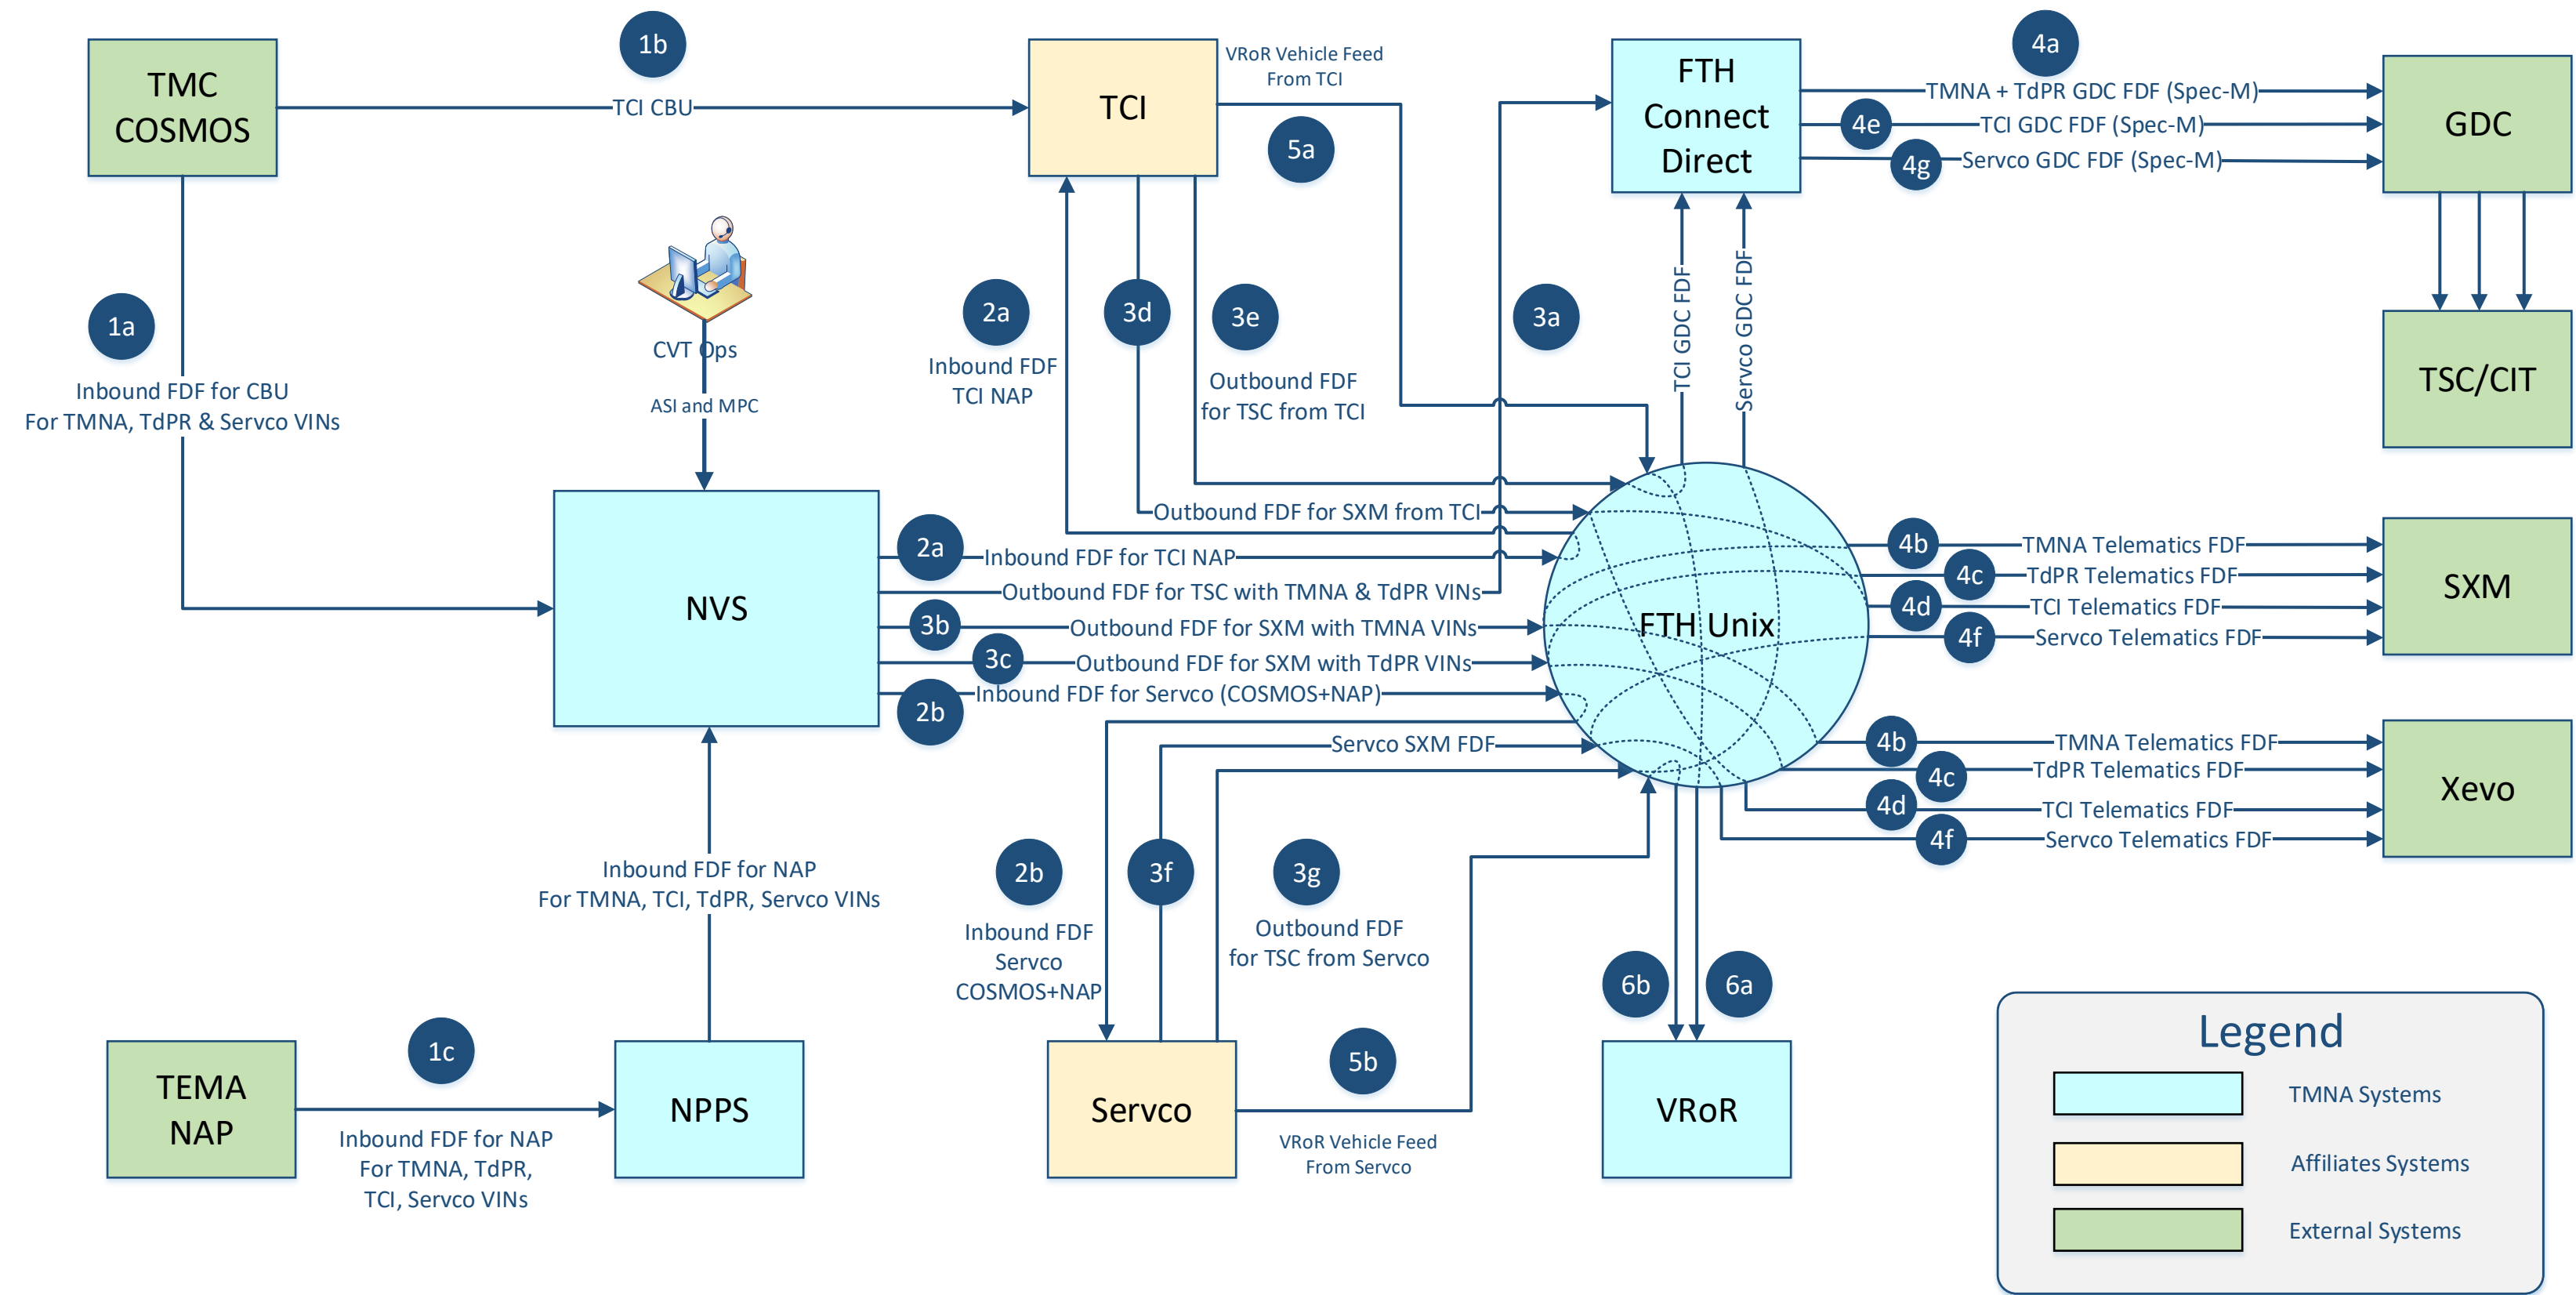 1b
TMC
COSMOS
TCI CBU
TCI
VRoR Vehicle Feed
From TCI
5a
FTH
Connect
Direct
4a
TMNA + TdPR GDC FDF (Spec-M)
4e
TCI GDC FDF (Spec-M)
4g
Servco GDC FDF (Spec-M)
GDC
1a
Inbound FDF for CBU
For TMNA, TdPR & Servco VINs
CVT Ops
ASI and MPC
2a
Inbound FDF
TCI NAP
3d
3e
Outbound FDF
for TSC from TCI
3a
TCI GDC FDF
Servco GDC FDF
TSC/CIT
NVS
Outbound FDF for SXM from TCI
2a
Inbound FDF for TCI NAP
Outbound FDF for TSC with TMNA & TdPR VINs
3b
Outbound FDF for SXM with TMNA VINs
3c
Outbound FDF for SXM with TdPR VINs
2b
Inbound FDF for Servco (COSMOS+NAP)
FTH Unix
4b
TMNA Telematics FDF
4c
TdPR Telematics FDF
4d
TCI Telematics FDF
4f
Servco Telematics FDF
SXM
Servco SXM FDF
4b
TMNA Telematics FDF
4c
TdPR Telematics FDF
4d
TCI Telematics FDF
4f
Servco Telematics FDF
Xevo
Inbound FDF for NAP
For TMNA, TCI, TdPR, Servco VINs
2b
Inbound FDF
Servco
COSMOS+NAP
3f
3g
Outbound FDF
for TSC from Servco
6b
6a
TEMA
NAP
1c
Inbound FDF for NAP
For TMNA, TdPR,
TCI, Servco VINs
NPPS
Servco
5b
VRoR Vehicle Feed
From Servco
VRoR
Legend
TMNA Systems
Affiliates Systems
External Systems